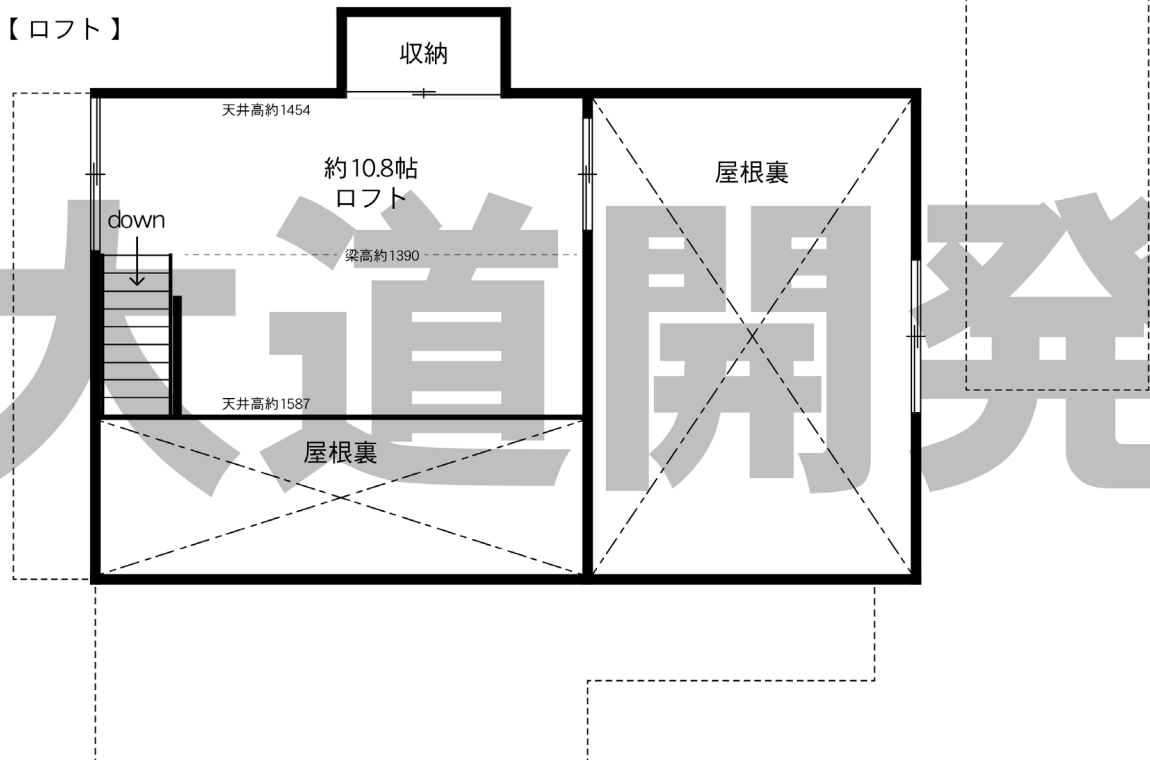 【 ロフト 】
収納
天井高約1454
約10.8帖
ロフト
屋根裏
down
梁高約1390
大道開発
天井高約1587
屋根裏